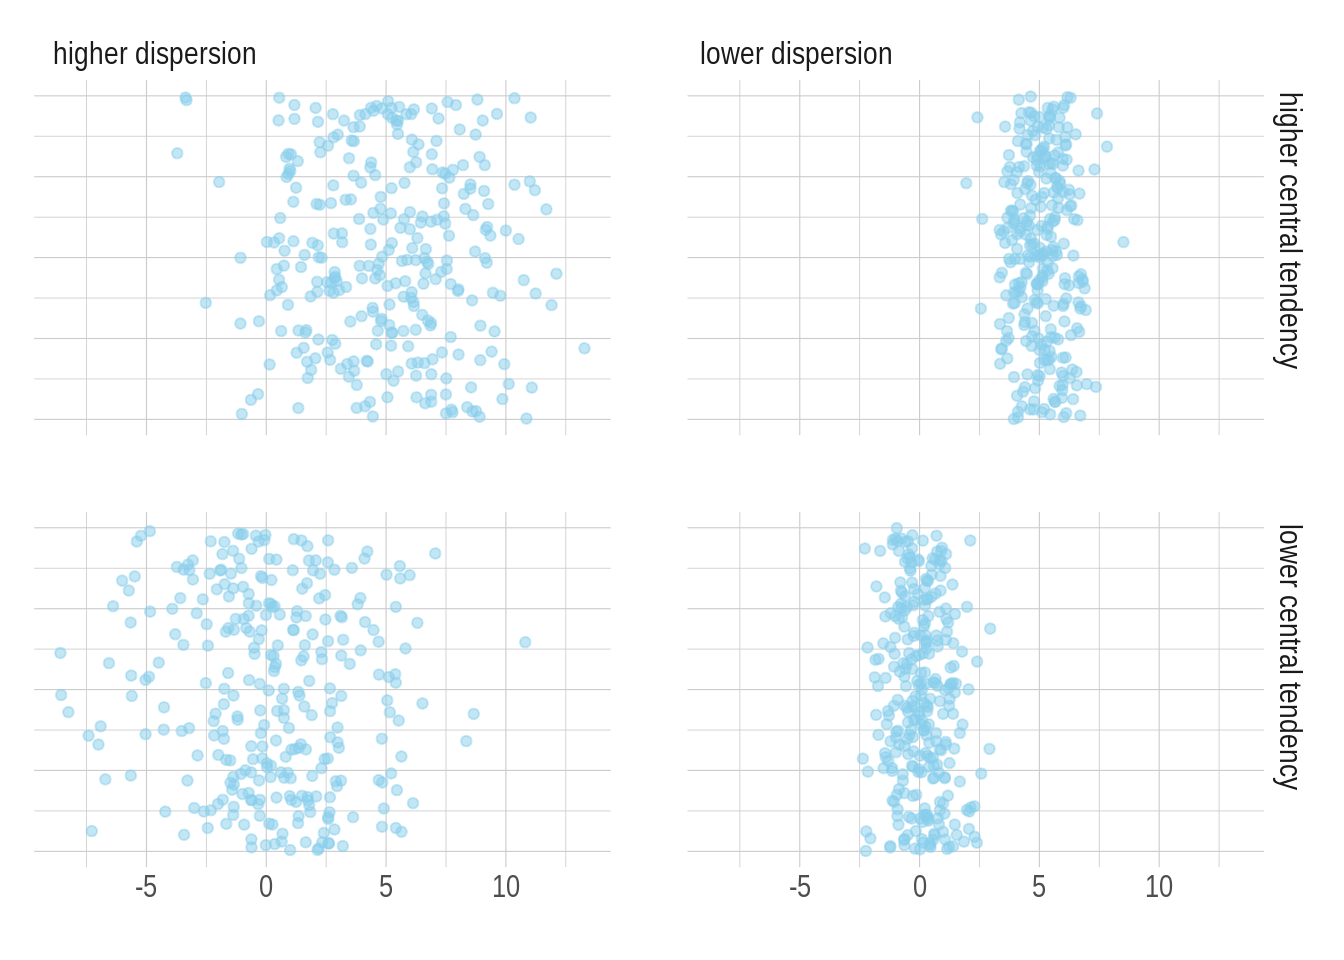 higher dispersion
lower dispersion
higher central tendency
lower central tendency
-5 0 5 10
-5 0 5 10